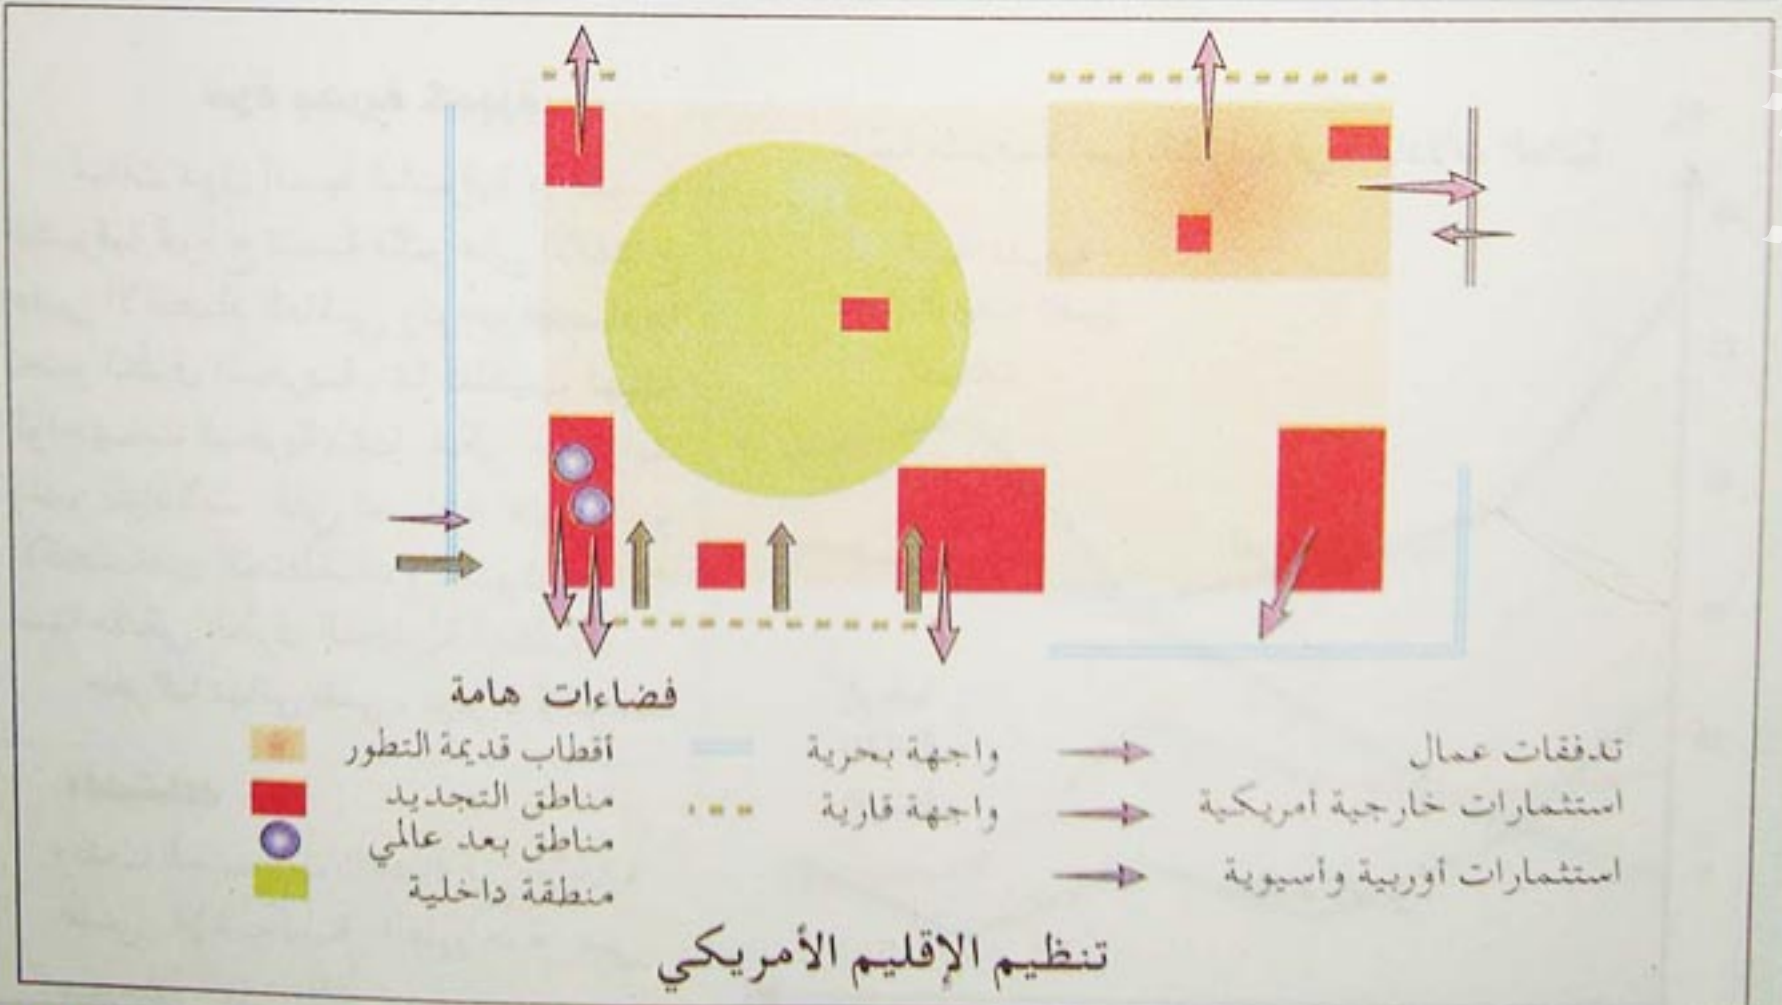 فضاءات هامة
تدفقات عمال
استثمارات خارجية أمريكية
استثمارات أوربية وأسيوية
واجهة بحرية
واجهة قارية
أقطاب قديمة التطور
مناطق التجديد
مناطق بعد عالمي
منطقة داخلية
تنظيم الإقليم الأمريكي